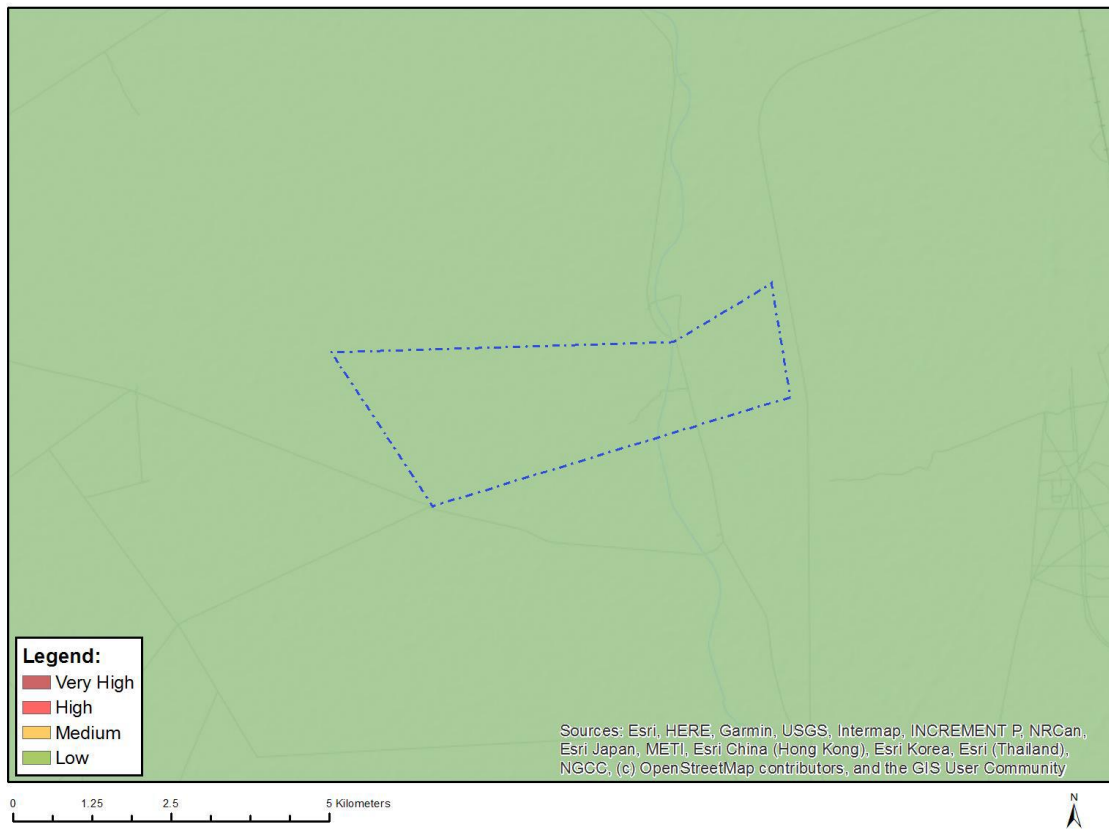 Legend:
Very High
High
Medium
Low
Sources: Esri, HERE, Garmin, USGS, Intermap, INCREMENT P, NRCan,
Esri Japan, METI, Esri China (Hong Kong), Esri Korea, Esri (Thailand),
NGCC, (c) OpenStreetMap contributors, and the GIS User Community
0 1.25 2.5 5 Kilometers
N